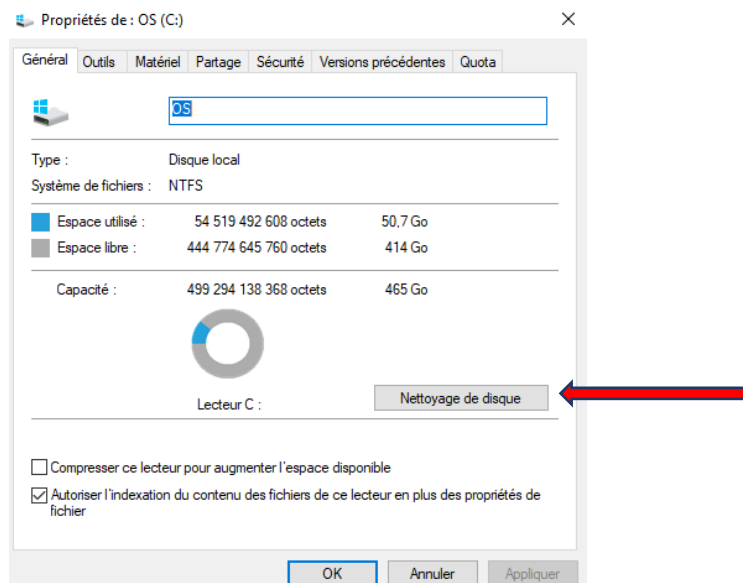 Propriétés de : OS (C:)
Général Outils Matériel Partage Sécurité Versions précédentes Quota
OS
Type : Disque local
Système de fichiers : NTFS
Espace utilisé : 54 519 492 608 octets 50,7 Go
Espace libre : 444 774 645 760 octets 414 Go
Capacité : 499 294 138 368 octets 465 Go
Lecteur C : Nettoyage de disque
Compresser ce lecteur pour augmenter l'espace disponible
Autoriser l'indexation du contenu des fichiers de ce lecteur en plus des propriétés de
fichier
OK Annuler Appliquer